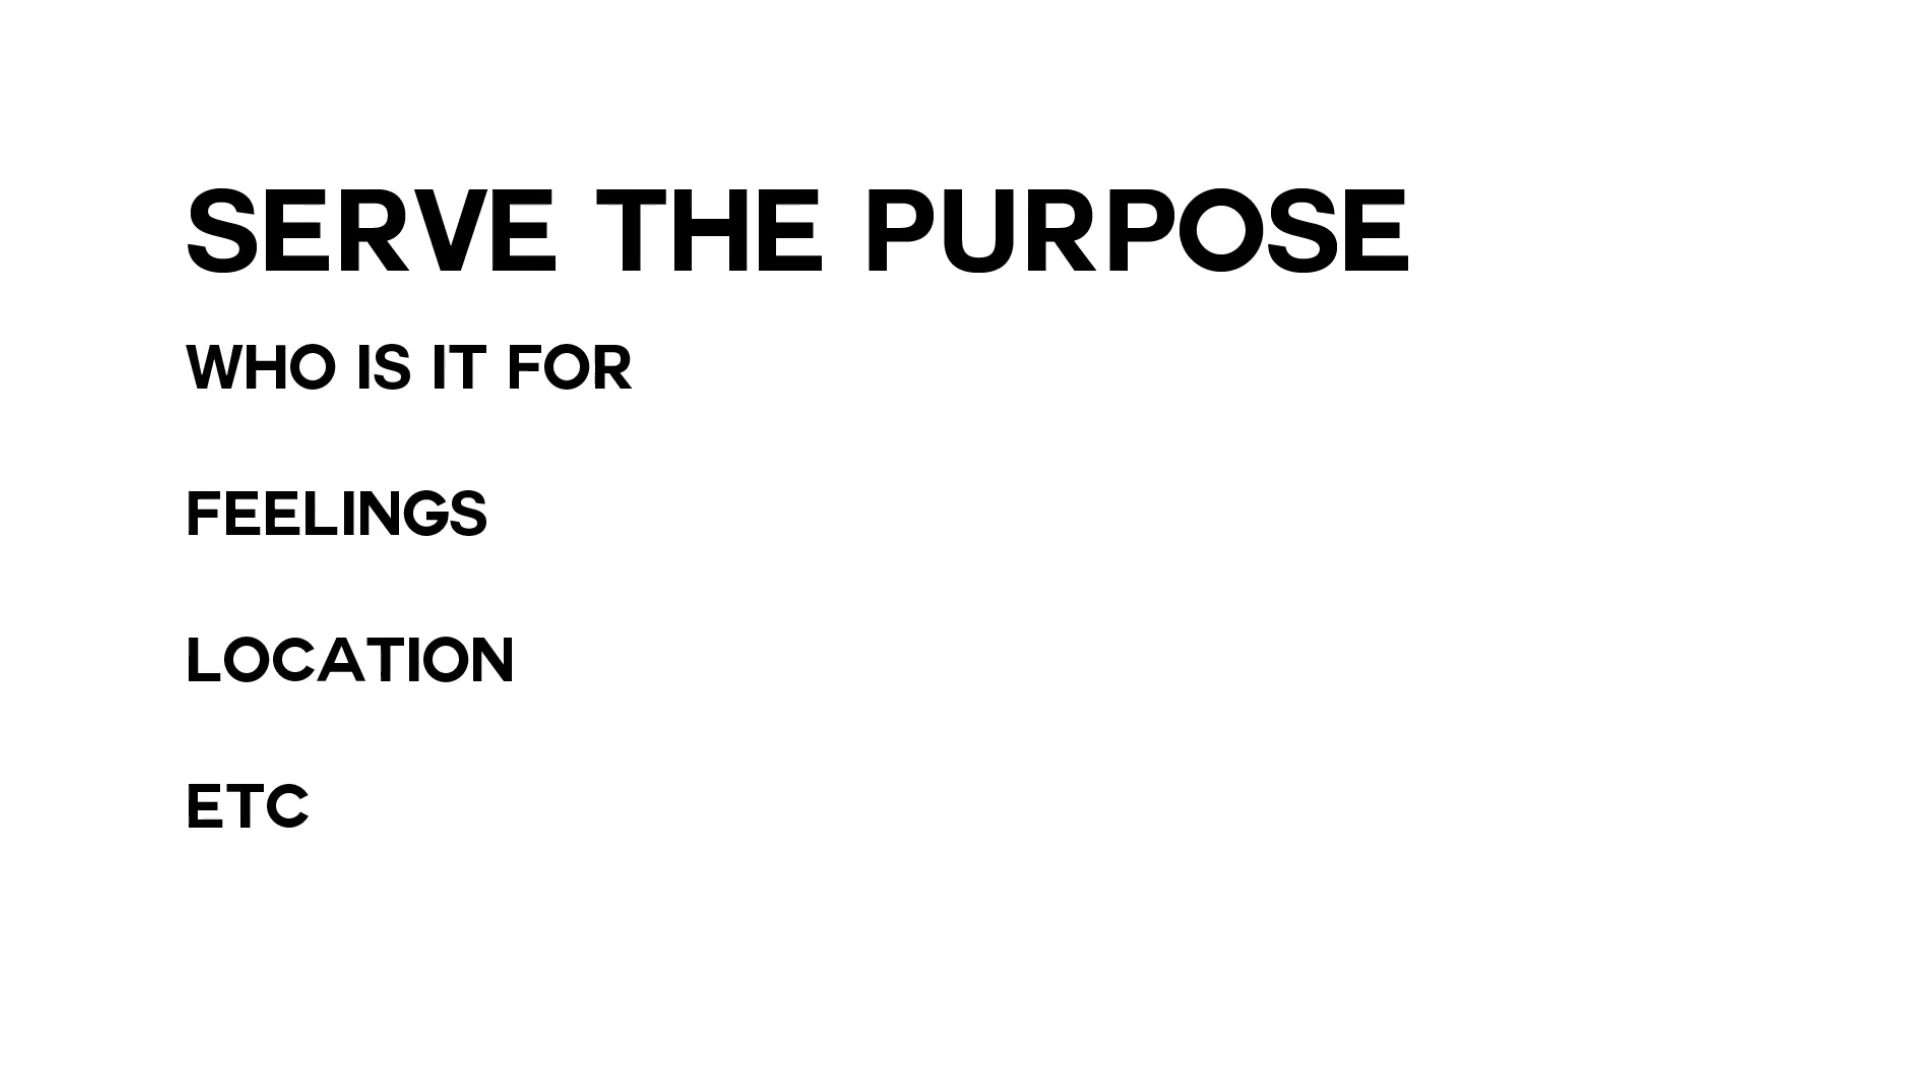 SERVE THE PURPOSE
WHO IS IT FOR
FEELINGS
LOCATION
ETC